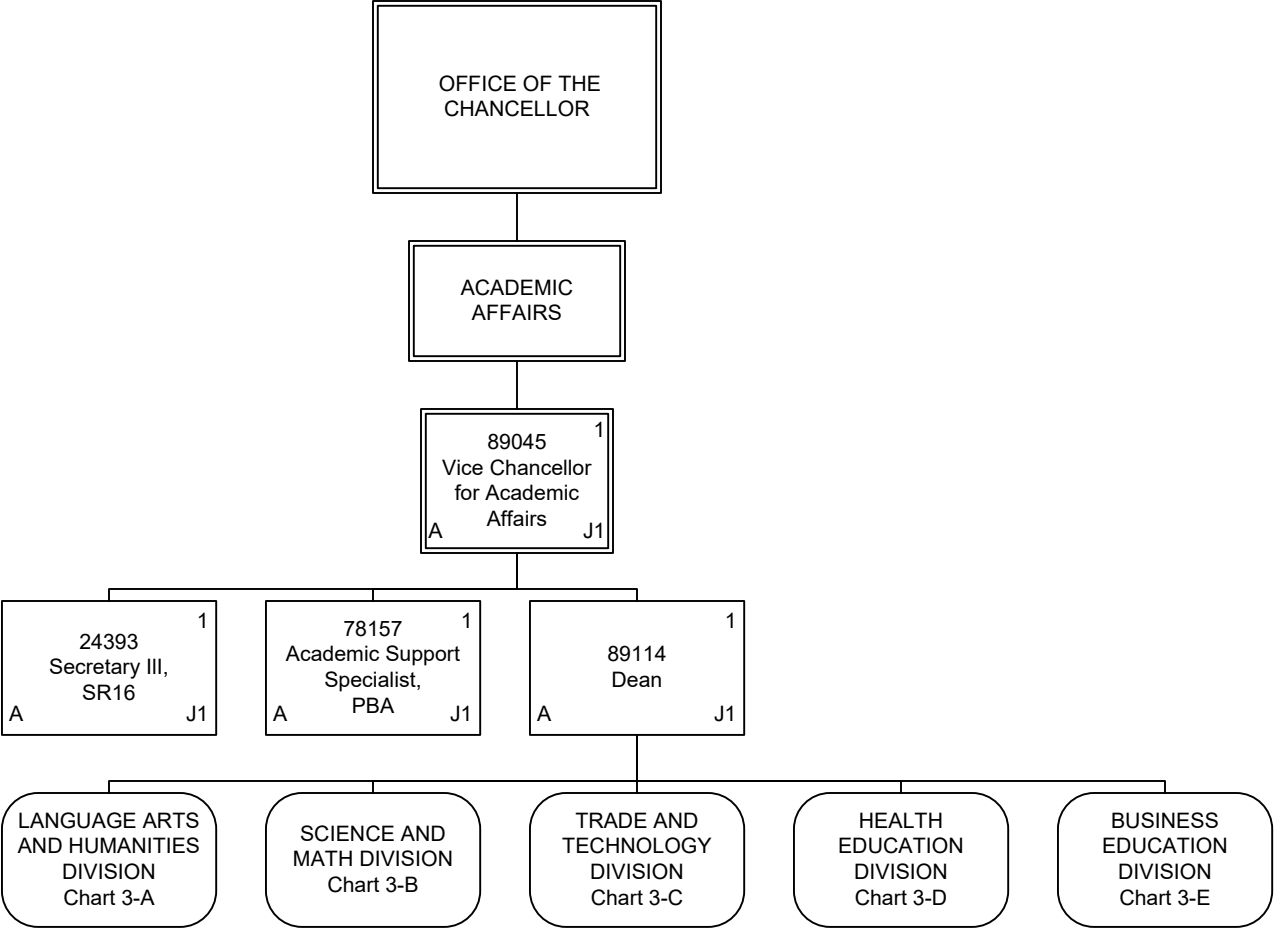 OFFICE OF THE
CHANCELLOR
ACADEMIC
AFFAIRS
1
89045
Vice Chancellor
for Academic
Affairs
A J1
1
24393
Secretary III,
SR16
A J1
1
78157
Academic Support
Specialist,
PBA
A J1
1
89114
Dean
A J1
LANGUAGE ARTS
AND HUMANITIES
DIVISION
Chart 3-A
SCIENCE AND
MATH DIVISION
Chart 3-B
TRADE AND
TECHNOLOGY
DIVISION
Chart 3-C
HEALTH
EDUCATION
DIVISION
Chart 3-D
BUSINESS
EDUCATION
DIVISION
Chart 3-E